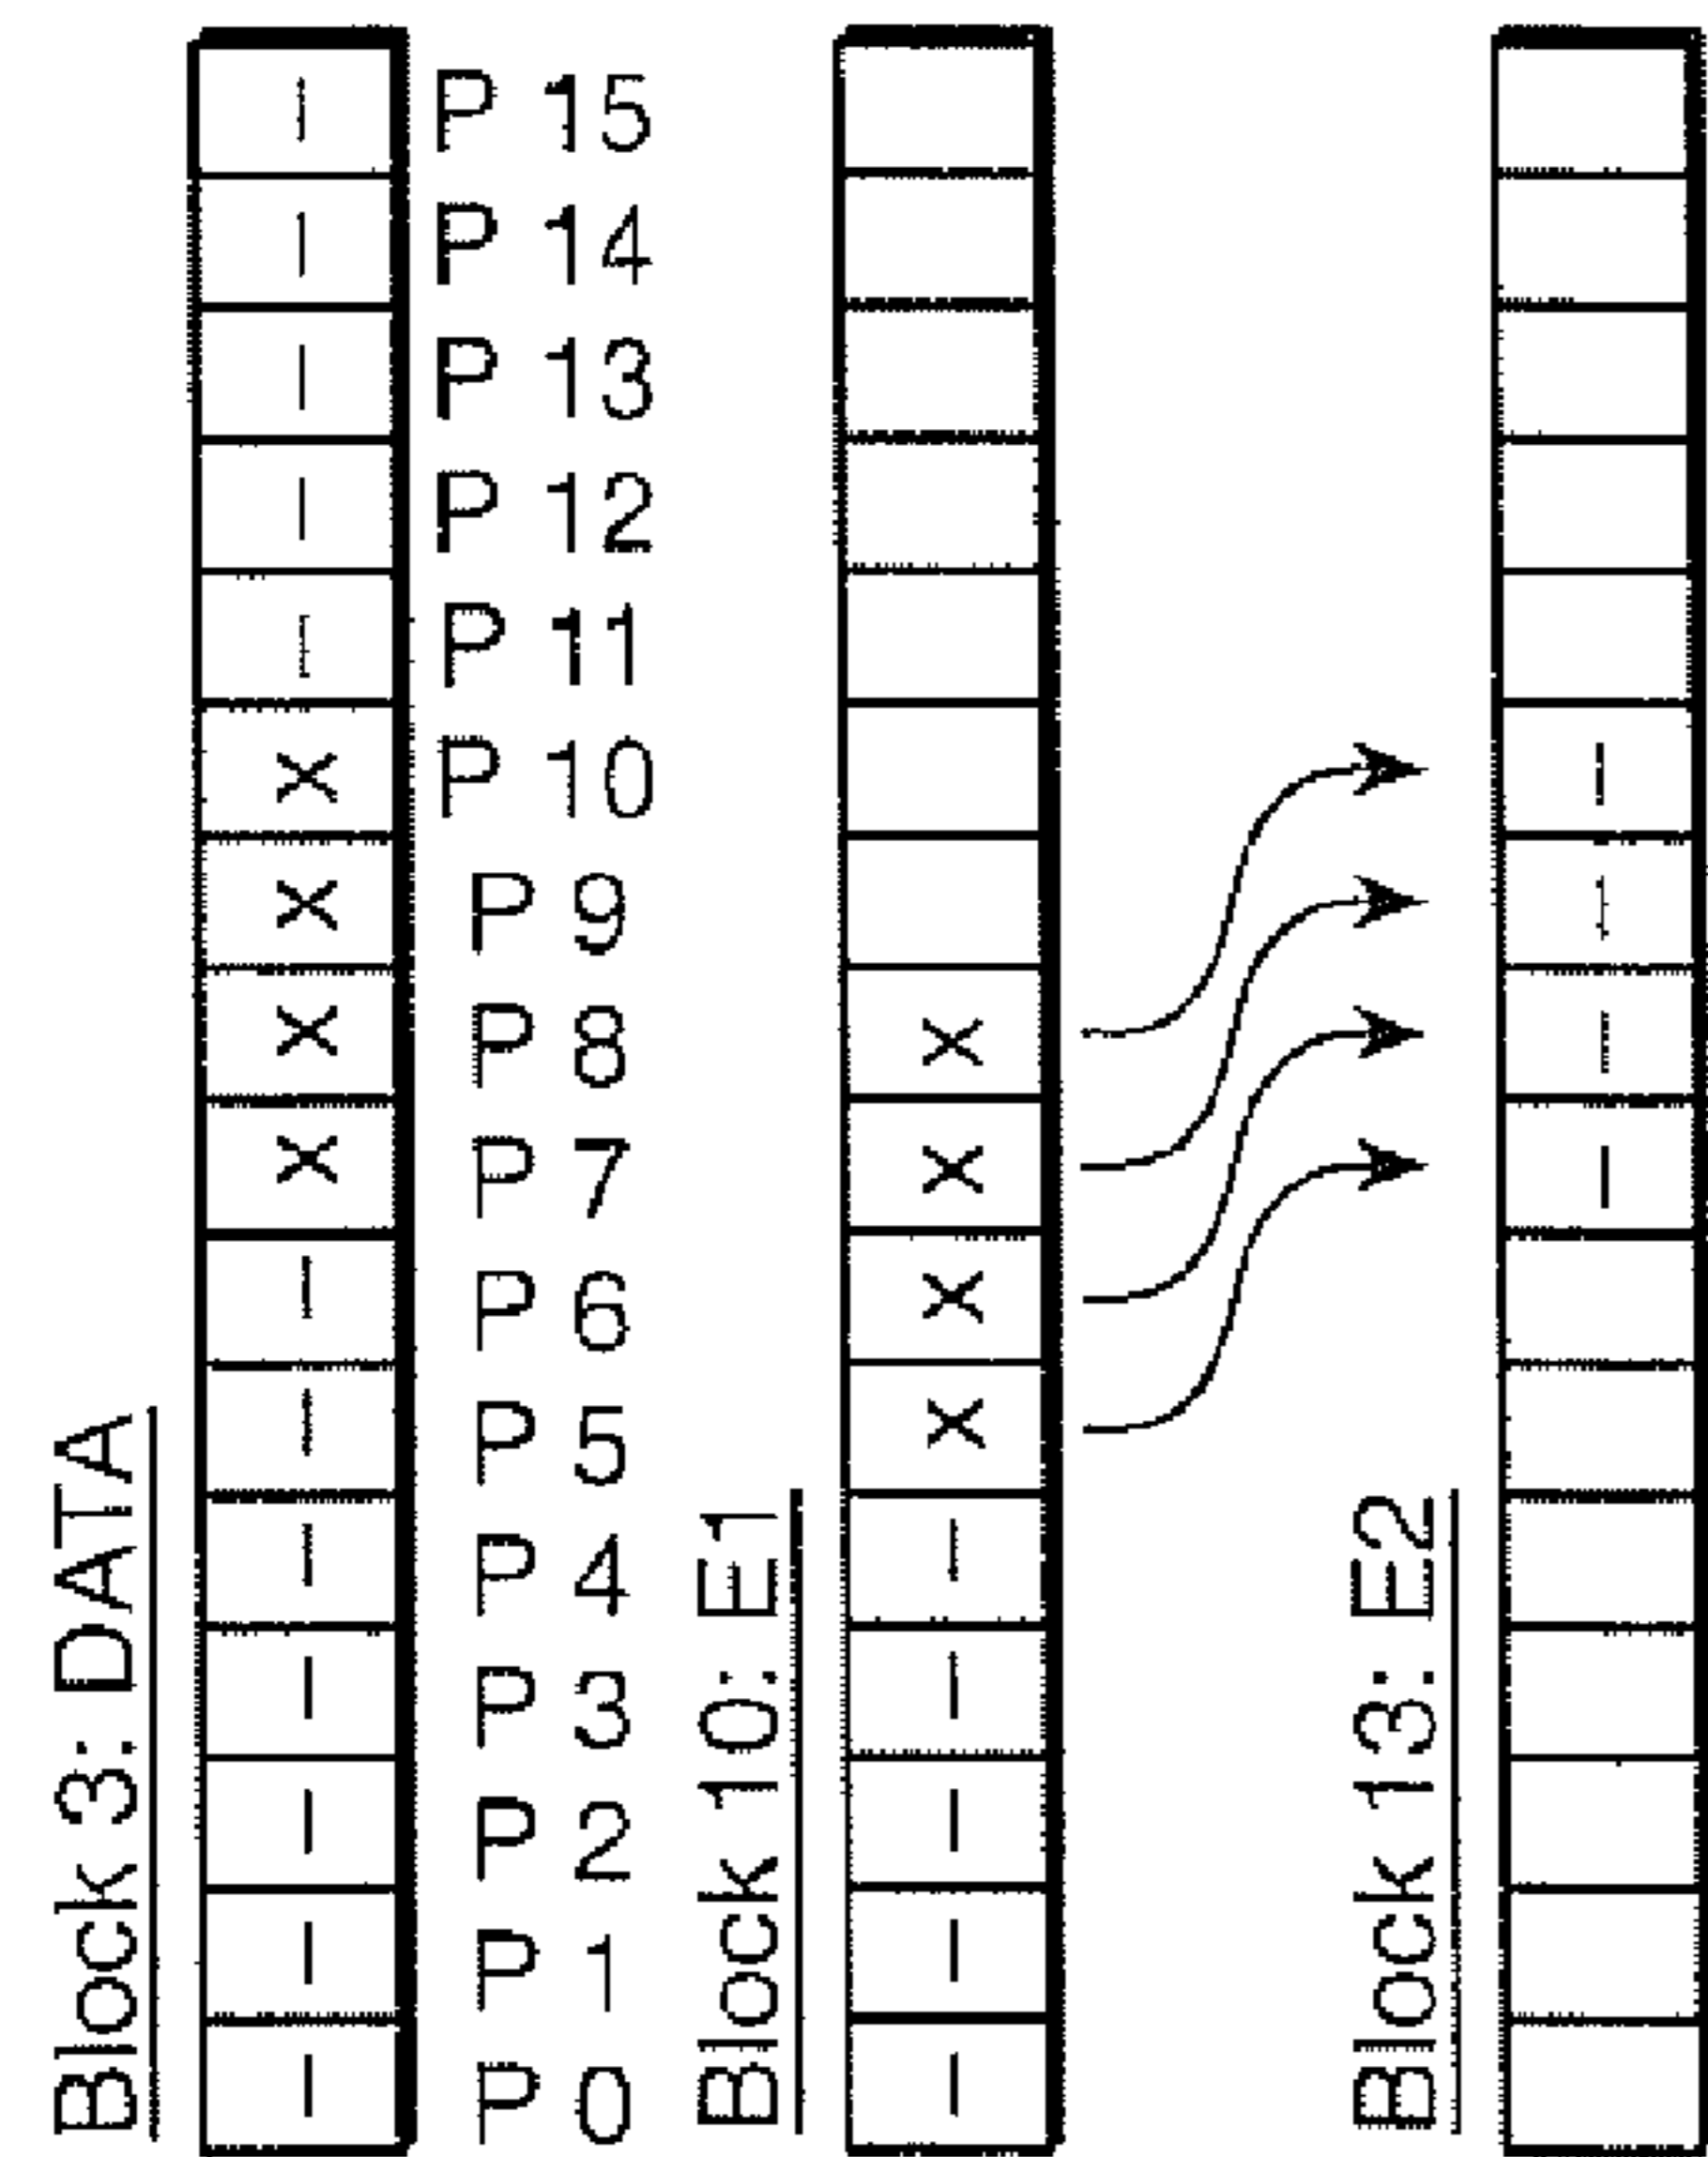 Block 3: DATA
– – – – – – – X X X X – – – – –
P 0
P 1
P 2
P 3
P 4
P 5
P 6
P 7
P 8
P 9
P 10
P 11
P 12
P 13
P 14
P 15
Block 10: E1
– – – – – X X X X
Block 13: E2
– – – –